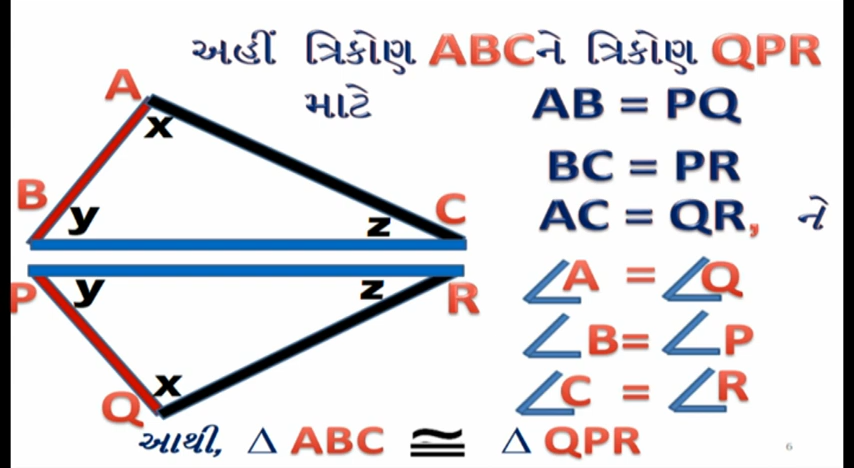 અહીં ત્રિકોણ ABCને ત્રિકોણ QPR
માટે
AB = PQ
BC = PR
AC = QR, ને
A
x
B
y
z
C
P
y
z
R
x
Q
∠A = ∠Q
∠B= ∠P
∠C = ∠R
આથી, Δ ABC ≅ Δ QPR
6